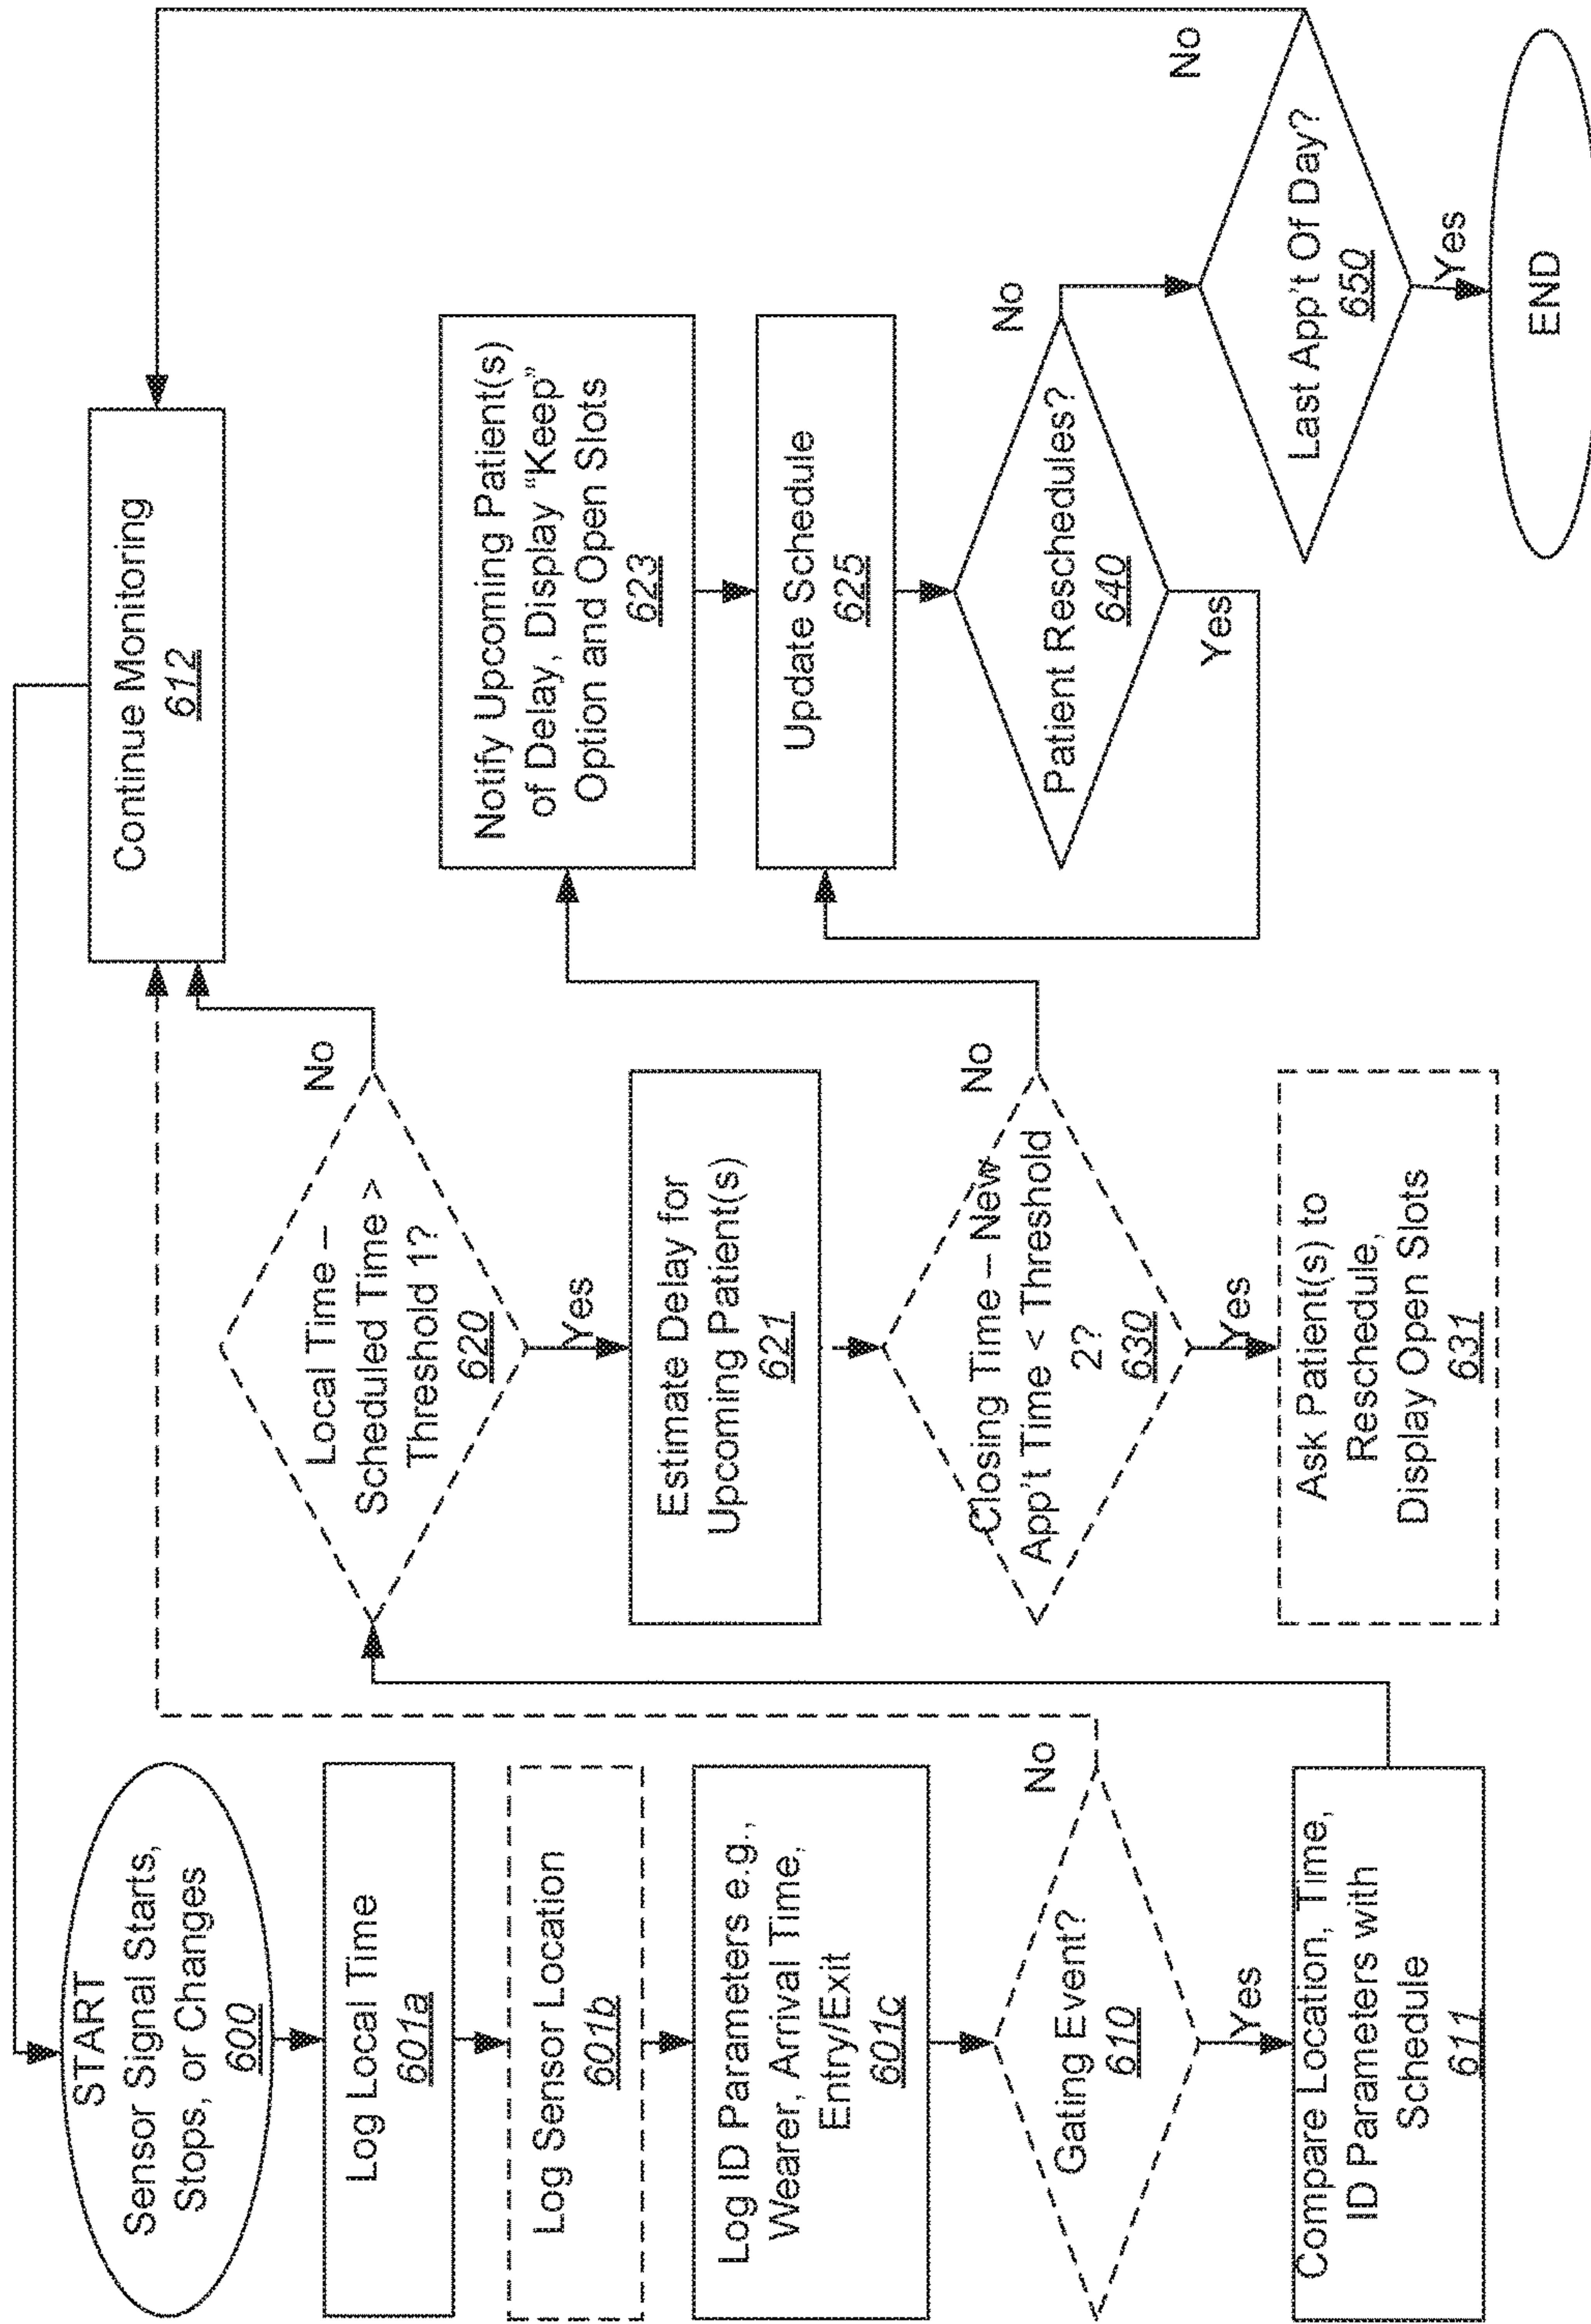 START
Sensor Signal Starts,
Stops, or Changes
600
Log Local Time
601a
Log Sensor Location
601b
Log ID Parameters e.g.,
Wearer, Arrival Time,
Entry/Exit
601c
Gating Event?
610
No
Yes
Compare Location, Time,
ID Parameters with
Schedule
611
Local Time –
Scheduled Time >
Threshold 1?
620
No
Yes
Estimate Delay for
Upcoming Patient(s)
621
Closing Time – New
App't Time < Threshold
2?
630
No
Yes
Ask Patient(s) to
Reschedule,
Display Open Slots
631
Continue Monitoring
612
Notify Upcoming Patient(s)
of Delay, Display “Keep”
Option and Open Slots
623
Update Schedule
625
Patient Reschedules?
640
No
Yes
Last App't Of Day?
650
No
Yes
END